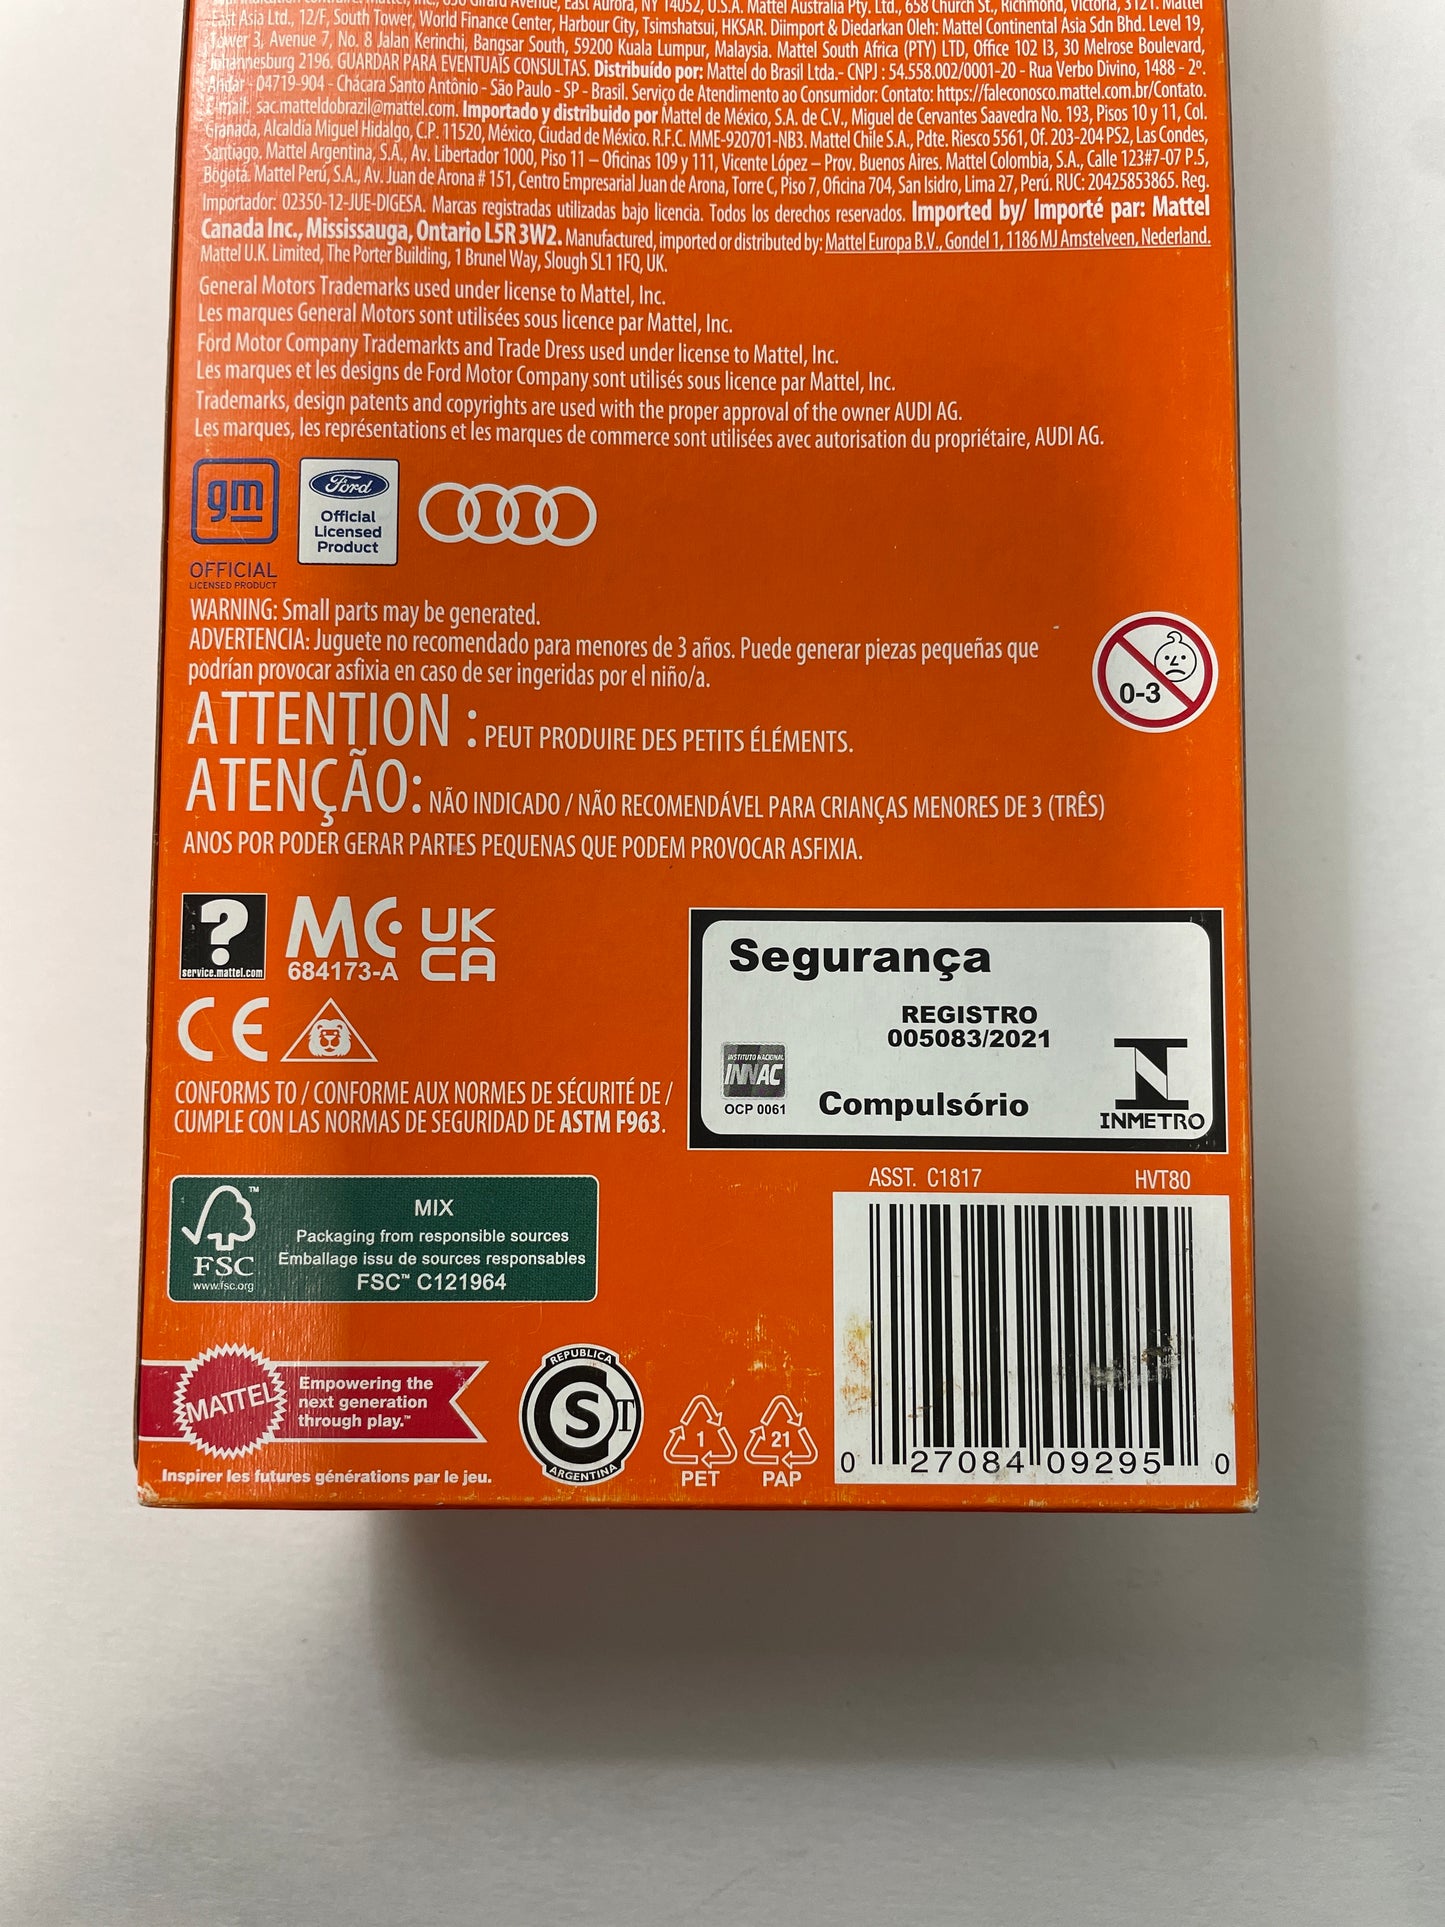 Girard Avenue, East Aurora, NY 14052, U.S.A. Mattel Australia Pty. Ltd., 658 Church St., Richmond, Victoria, 3121. Mattel
East Asia Ltd., 12/F, South Tower, World Finance Center, Harbour City, Tsimshatsui, HKSAR. Diimport & Diedarkan Oleh: Mattel Continental Asia Sdn Bhd. Level 19,
Tower 3, Avenue 7, No. 8 Jalan Kerinchi, Bangsar South, 59200 Kuala Lumpur, Malaysia. Mattel South Africa (PTY) LTD, Office 102 I3, 30 Melrose Boulevard,
Johannesburg 2196. GUARDAR PARA EVENTUAIS CONSULTAS. Distribuído por: Mattel do Brasil Ltda.- CNPJ : 54.558.002/0001-20 - Rua Verbo Divino, 1488 - 2º.
Andar - 04719-904 - Chácara Santo Antônio - São Paulo - SP - Brasil. Serviço de Atendimento ao Consumidor: Contato: https://faleconosco.mattel.com.br/Contato.
E-mail: sac.matteldobrazil@mattel.com. Importado y distribuido por Mattel de México, S.A. de C.V., Miguel de Cervantes Saavedra No. 193, Pisos 10 y 11, Col.
Granada, Alcaldía Miguel Hidalgo, C.P. 11520, México, Ciudad de México. R.F.C. MME-920701-NB3. Mattel Chile S.A., Pdte. Riesco 5561, Of. 203-204 PS2, Las Condes,
Santiago. Mattel Argentina, S.A., Av. Libertador 1000, Piso 11 – Oficinas 109 y 111, Vicente López – Prov. Buenos Aires. Mattel Colombia, S.A., Calle 123#7-07 P.5,
Bogotá. Mattel Perú, S.A., Av. Juan de Arona # 151, Centro Empresarial Juan de Arona, Torre C, Piso 7, Oficina 704, San Isidro, Lima 27, Perú. RUC: 20425853865. Reg.
Importador: 02350-12-JUE-DIGESA. Marcas registradas utilizadas bajo licencia. Todos los derechos reservados. Imported by/ Importé par: Mattel
Canada Inc., Mississauga, Ontario L5R 3W2. Manufactured, imported or distributed by: Mattel Europa B.V., Gondel 1, 1186 MJ Amstelveen, Nederland.
Mattel U.K. Limited, The Porter Building, 1 Brunel Way, Slough SL1 1FQ, UK.
General Motors Trademarks used under license to Mattel, Inc.
Les marques General Motors sont utilisées sous licence par Mattel, Inc.
Ford Motor Company Trademarkts and Trade Dress used under license to Mattel, Inc.
Les marques et les designs de Ford Motor Company sont utilisés sous licence par Mattel, Inc.
Trademarks, design patents and copyrights are used with the proper approval of the owner AUDI AG.
Les marques, les représentations et les marques de commerce sont utilisées avec autorisation du propriétaire, AUDI AG.
gm
OFFICIAL
LICENSED PRODUCT
Ford
Official
Licensed
Product
WARNING: Small parts may be generated.
ADVERTENCIA: Juguete no recomendado para menores de 3 años. Puede generar piezas pequeñas que
podrían provocar asfixia en caso de ser ingeridas por el niño/a.
0-3
ATTENTION : PEUT PRODUIRE DES PETITS ÉLÉMENTS.
ATENÇÃO: NÃO INDICADO / NÃO RECOMENDÁVEL PARA CRIANÇAS MENORES DE 3 (TRÊS)
ANOS POR PODER GERAR PARTES PEQUENAS QUE PODEM PROVOCAR ASFIXIA.
?
service.mattel.com
MC
684173-A
UK
CA
CE
CONFORMS TO / CONFORME AUX NORMES DE SÉCURITÉ DE /
CUMPLE CON LAS NORMAS DE SEGURIDAD DE ASTM F963.
Segurança
REGISTRO
005083/2021
INSTITUTO NACIONAL
INNAC
OCP 0061
Compulsório
INMETRO
ASST. C1817
HVT80
FSC
www.fsc.org
MIX
Packaging from responsible sources
Emballage issu de sources responsables
FSC™ C121964
MATTEL
Empowering the
next generation
through play.™
Inspirer les futures générations par le jeu.
REPUBLICA
CST
ARGENTINA
1
PET
21
PAP
0 27084 09295 0